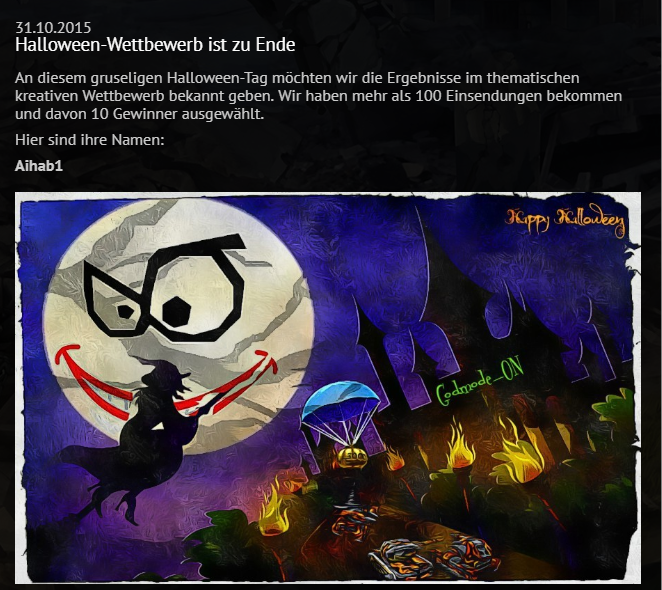 31.10.2015
Halloween-Wettbewerb ist zu Ende
An diesem gruseligen Halloween-Tag möchten wir die Ergebnisse im thematischen
kreativen Wettbewerb bekannt geben. Wir haben mehr als 100 Einsendungen bekommen
und davon 10 Gewinner ausgewählt.
Hier sind ihre Namen:
Aihab1
Happy Halloween
Godmode_ON